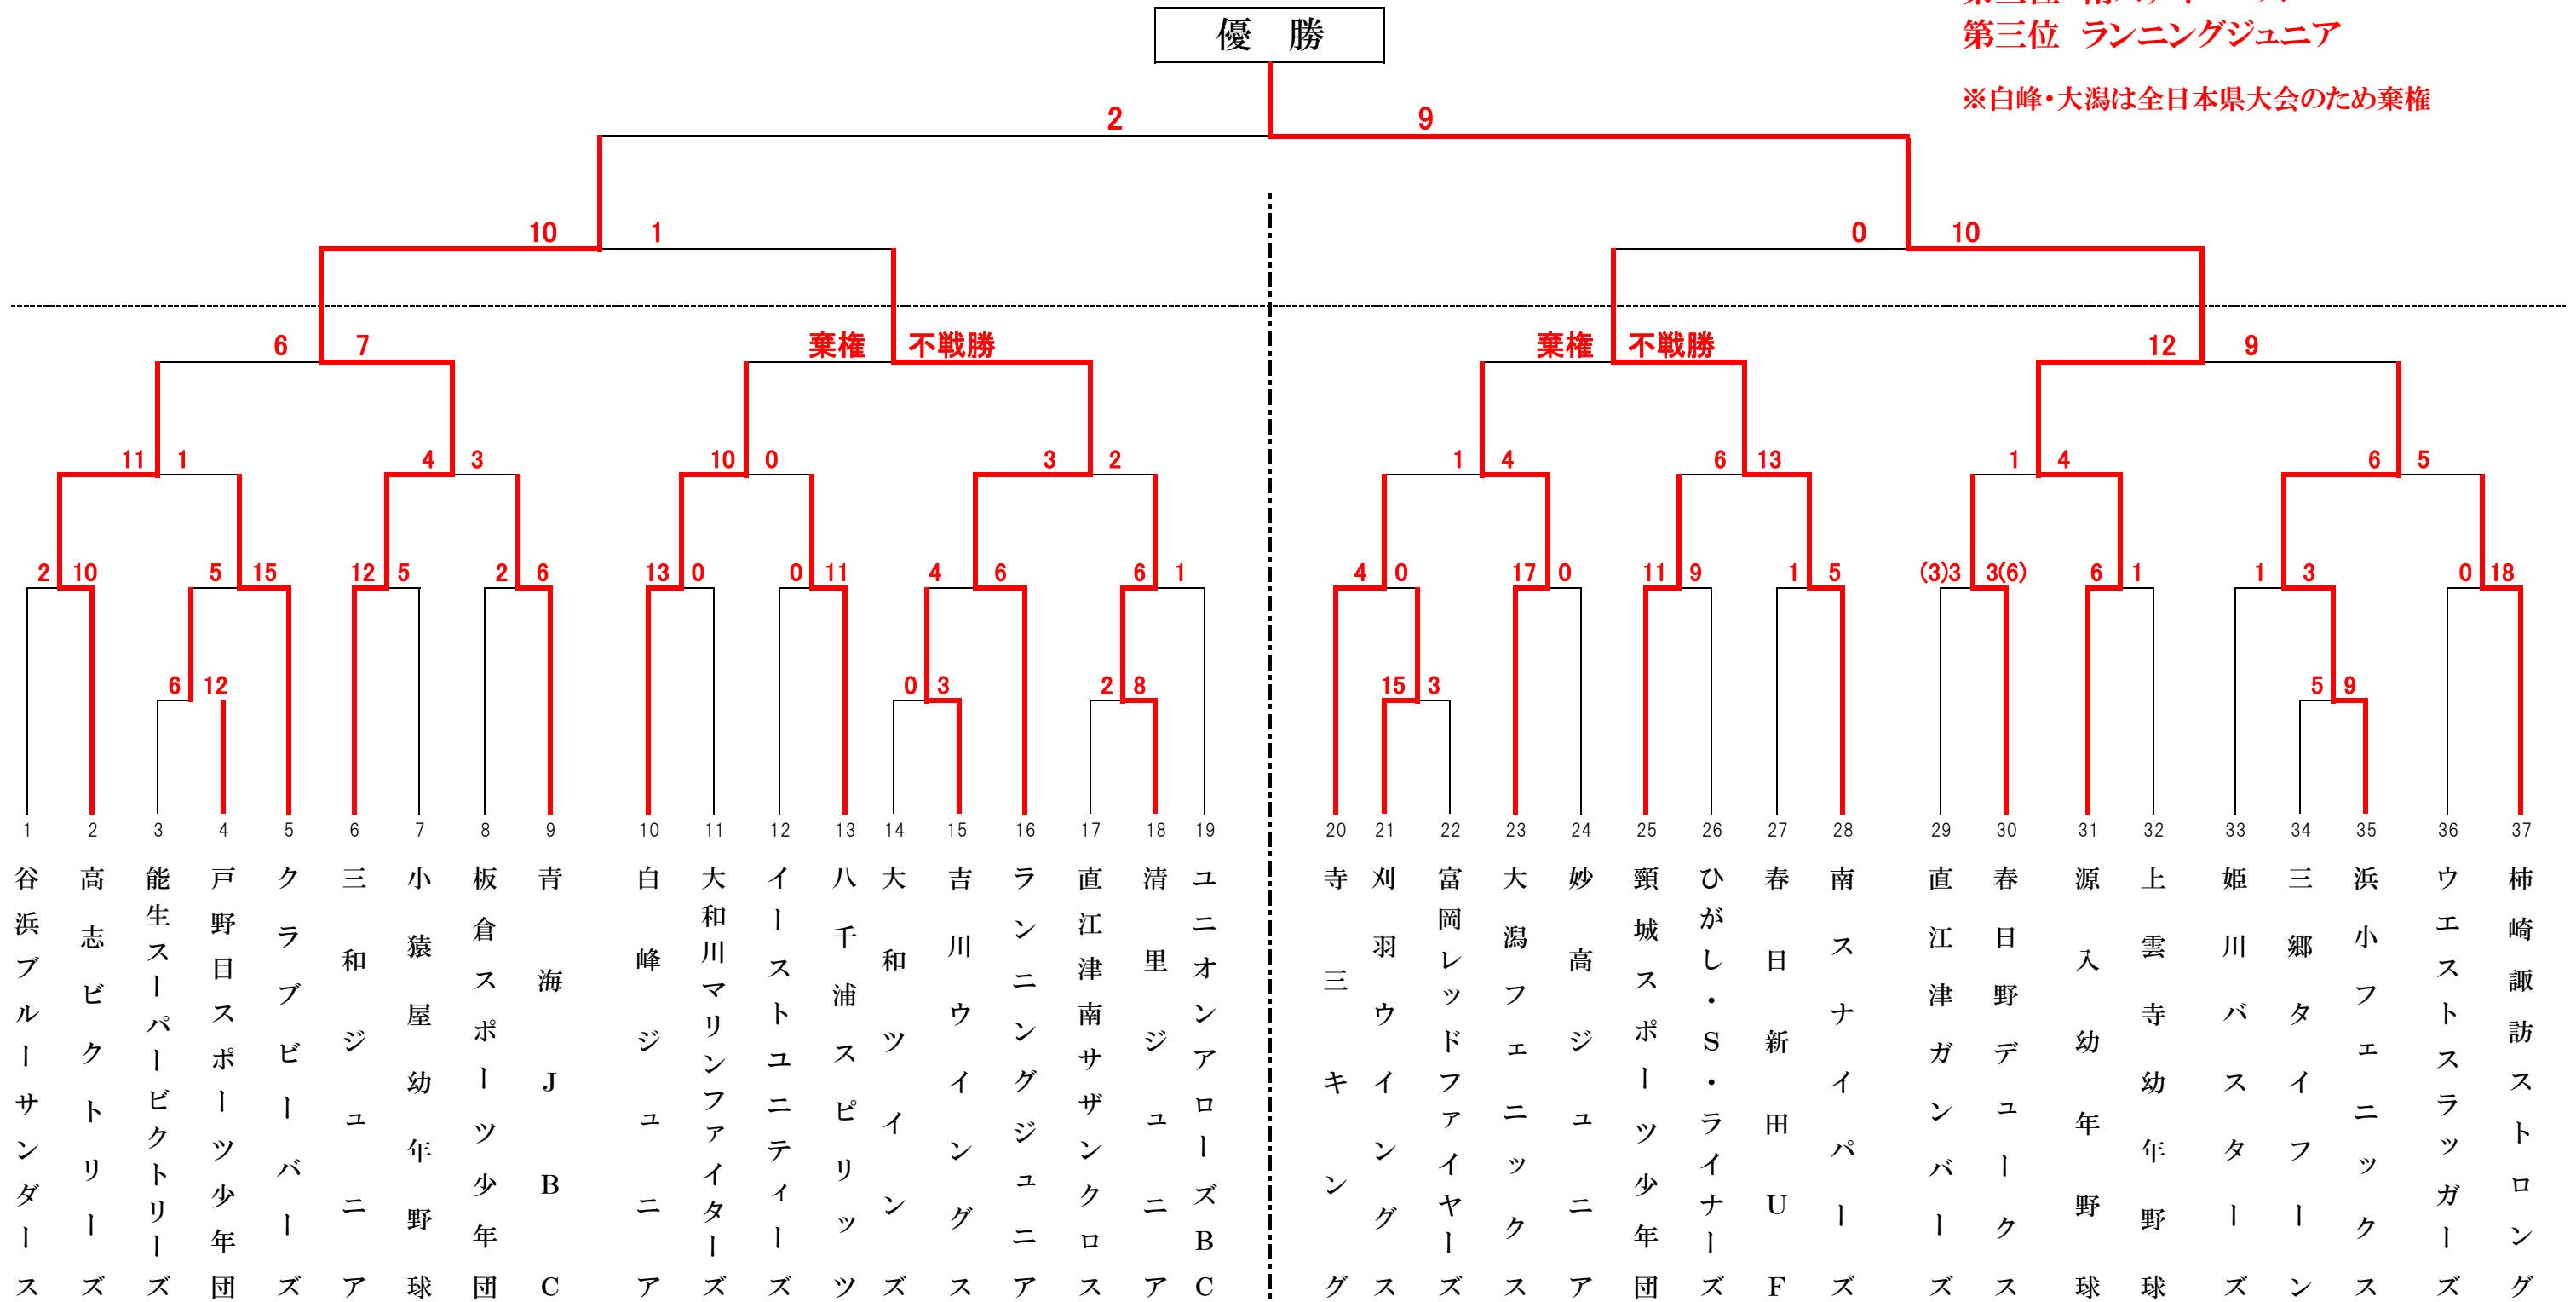 優 勝
第三位 ランニングジュニア
※白峰・大潟は全日本県大会のため棄権
2 9
10 1 0 10
6 7 棄権 不戦勝 棄権 不戦勝 12 9
11 1 4 3 10 0 3 2 1 4 6 13 1 4 6 5
2 10 5 15 12 5 2 6 13 0 0 11 4 6 6 1 4 0 17 0 11 9 1 5 (3)3 3(6) 6 1 1 3 0 18
6 12 0 3 2 8 15 3 5 9
1 2 3 4 5 6 7 8 9 10 11 12 13 14 15 16 17 18 19 20 21 22 23 24 25 26 27 28 29 30 31 32 33 34 35 36 37
谷浜ブルーサンダース
高志ビクトリーズ
能生スーパービクトリーズ
戸野目スポーツ少年団
クラブビーバーズ
三和ジュニア
小猿屋幼年野球
板倉スポーツ少年団
青海JBC
白峰ジュニア
大和川マリンファイターズ
イーストユニティーズ
八千浦スピリッツ
大和ツインズ
吉川ウイングス
ランニングジュニア
直江津南サザンクロス
清里ジュニア
ユニオンアローズBC
寺三キング
刈羽ウイングス
富岡レッドファイヤーズ
大潟フェニックス
妙高ジュニア
頸城スポーツ少年団
ひがし・S・ライナーズ
春日新田UF
南スナイパーズ
直江津ガンバーズ
春日野デュークス
源入幼年野球
上雲寺幼年野球
姫川バスターズ
三郷タイフーン
浜小フェニックス
ウエストスラッガーズ
柿崎諏訪ストロング